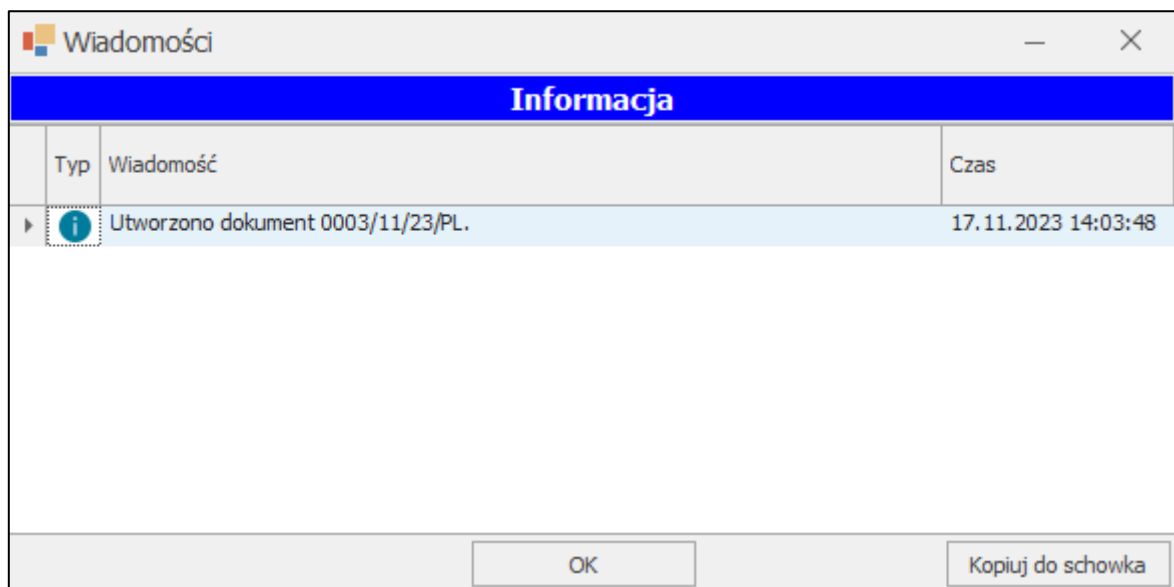 Wiadomości
Informacja
Typ Wiadomość Czas
Utworzono dokument 0003/11/23/PL. 17.11.2023 14:03:48
OK Kopiuj do schowka